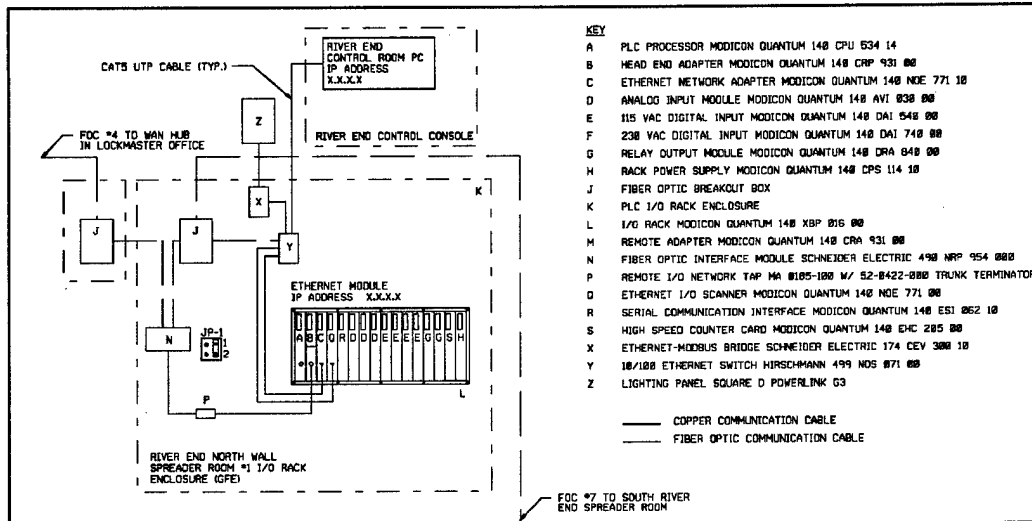 RIVER END
CONTROL ROOM PC
IP ADDRESS
X.X.X.X
CAT5 UTP CABLE (TYP.)
RIVER END CONTROL CONSOLE
Z
FOC #4 TO WAN HUB
IN LOCKMASTER OFFICE
K
X
J
J
Y
ETHERNET MODULE
IP ADDRESS X.X.X.X
N
JP-1
1
2
A B C Q R D D D E E E E G G S H
L
P
RIVER END NORTH WALL
SPREADER ROOM #1 I/O RACK
ENCLOSURE (GFE)
FOC #7 TO SOUTH RIVER
END SPREADER ROOM
KEY
A PLC PROCESSOR MODICON QUANTUM 140 CPU 534 14
B HEAD END ADAPTER MODICON QUANTUM 140 CRP 931 00
C ETHERNET NETWORK ADAPTER MODICON QUANTUM 140 NOE 771 10
D ANALOG INPUT MODULE MODICON QUANTUM 140 AVI 030 00
E 115 VAC DIGITAL INPUT MODICON QUANTUM 140 DAI 540 00
F 230 VAC DIGITAL INPUT MODICON QUANTUM 140 DAI 740 00
G RELAY OUTPUT MODULE MODICON QUANTUM 140 DRA 840 00
H RACK POWER SUPPLY MODICON QUANTUM 140 CPS 114 10
J FIBER OPTIC BREAKOUT BOX
K PLC I/O RACK ENCLOSURE
L I/O RACK MODICON QUANTUM 140 XBP 016 00
M REMOTE ADAPTER MODICON QUANTUM 140 CRA 931 00
N FIBER OPTIC INTERFACE MODULE SCHNEIDER ELECTRIC 490 NRP 954 000
P REMOTE I/O NETWORK TAP MA 0185-100 W/ 52-0422-000 TRUNK TERMINATOR
Q ETHERNET I/O SCANNER MODICON QUANTUM 140 NOE 771 00
R SERIAL COMMUNICATION INTERFACE MODICON QUANTUM 140 ESI 062 10
S HIGH SPEED COUNTER CARD MODICON QUANTUM 140 EHC 205 00
X ETHERNET-MODBUS BRIDGE SCHNEIDER ELECTRIC 174 CEV 300 10
Y 10/100 ETHERNET SWITCH HIRSCHMANN 499 NOS 071 00
Z LIGHTING PANEL SQUARE D POWERLINK G3
COPPER COMMUNICATION CABLE
FIBER OPTIC COMMUNICATION CABLE